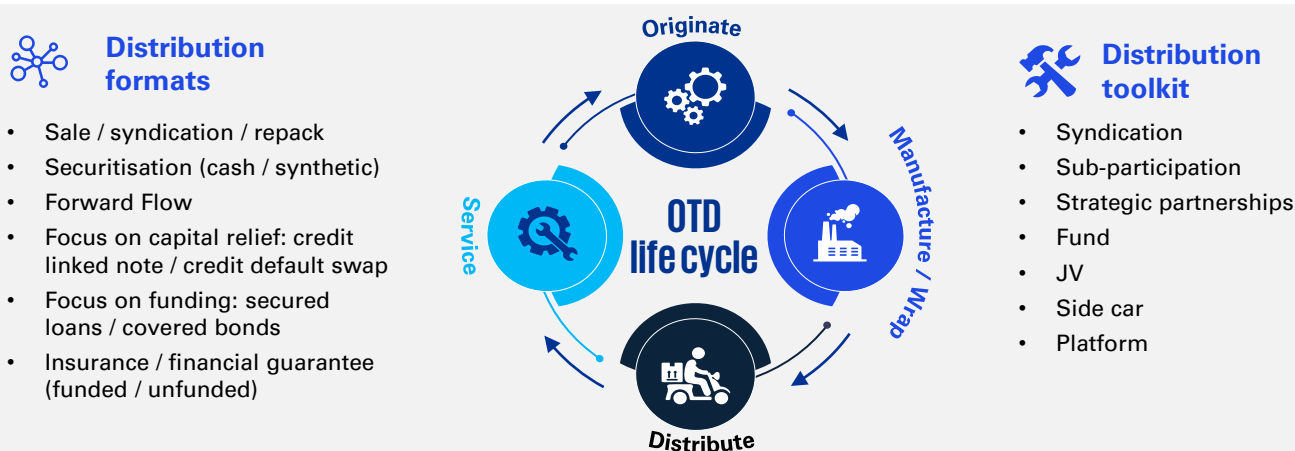 Distribution
formats
• Sale / syndication / repack
• Securitisation (cash / synthetic)
• Forward Flow
• Focus on capital relief: credit
linked note / credit default swap
• Focus on funding: secured
loans / covered bonds
• Insurance / financial guarantee
(funded / unfunded)
Originate
Manufacture / Wrap
Service
OTD
life cycle
Distribute
Distribution
toolkit
• Syndication
• Sub-participation
• Strategic partnerships
• Fund
• JV
• Side car
• Platform